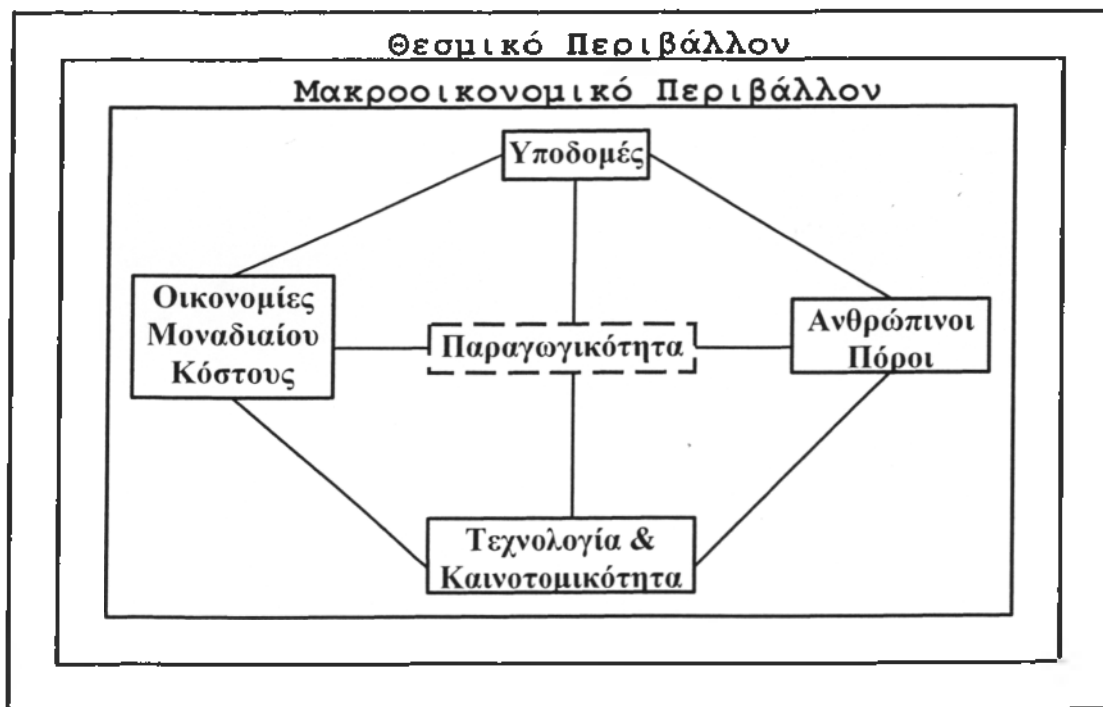 Θεσμικό Περιβάλλον
Μακροοικονομικό Περιβάλλον
Υποδομές
Οικονομίες
Μοναδιαίου
Κόστους
Παραγωγικότητα
Ανθρώπινοι
Πόροι
Τεχνολογία &
Καινοτομικότητα